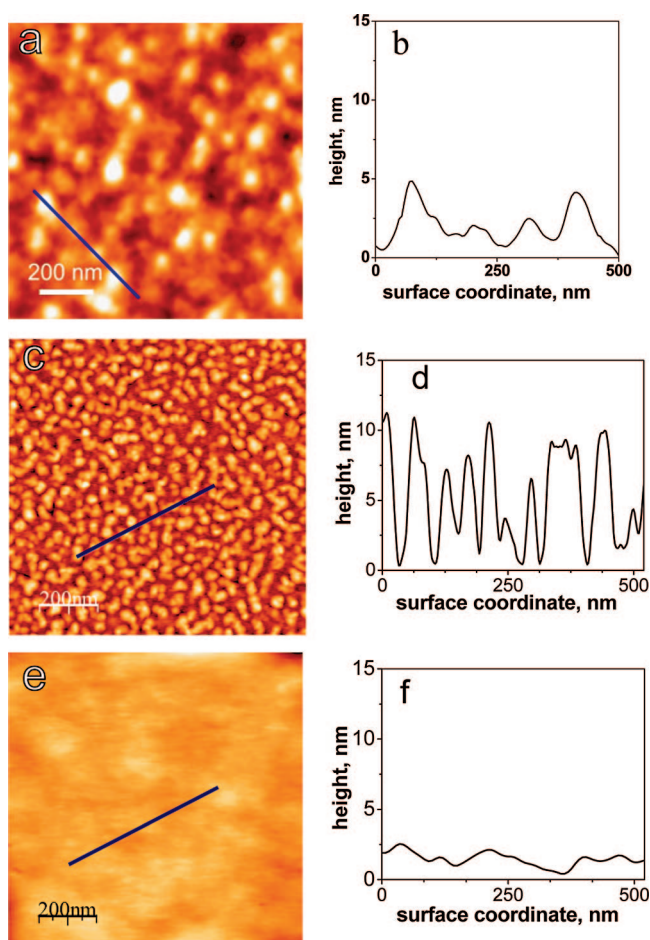 a
200 nm
b
15
10
5
0
height, nm
0
250
500
surface coordinate, nm
c
200nm
d
15
10
5
0
height, nm
0
250
500
surface coordinate, nm
e
200nm
f
15
10
5
0
height, nm
0
250
500
surface coordinate, nm